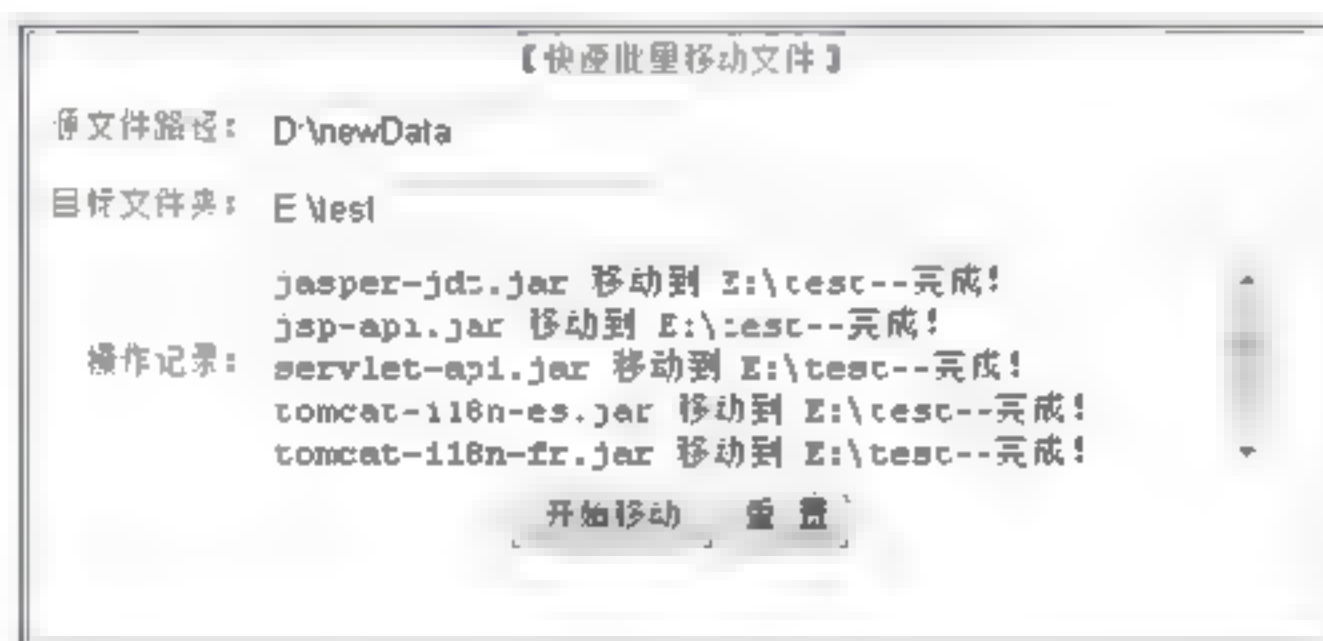 【快速批量移动文件】
源文件路径: D:\newData
目标文件夹: E:\test
操作记录:
jasper-jdt.jar 移动到 E:\test--完成!
jsp-api.jar 移动到 E:\test--完成!
servlet-api.jar 移动到 E:\test--完成!
tomcat-i18n-es.jar 移动到 E:\test--完成!
tomcat-i18n-fr.jar 移动到 E:\test--完成!
开始移动 重置